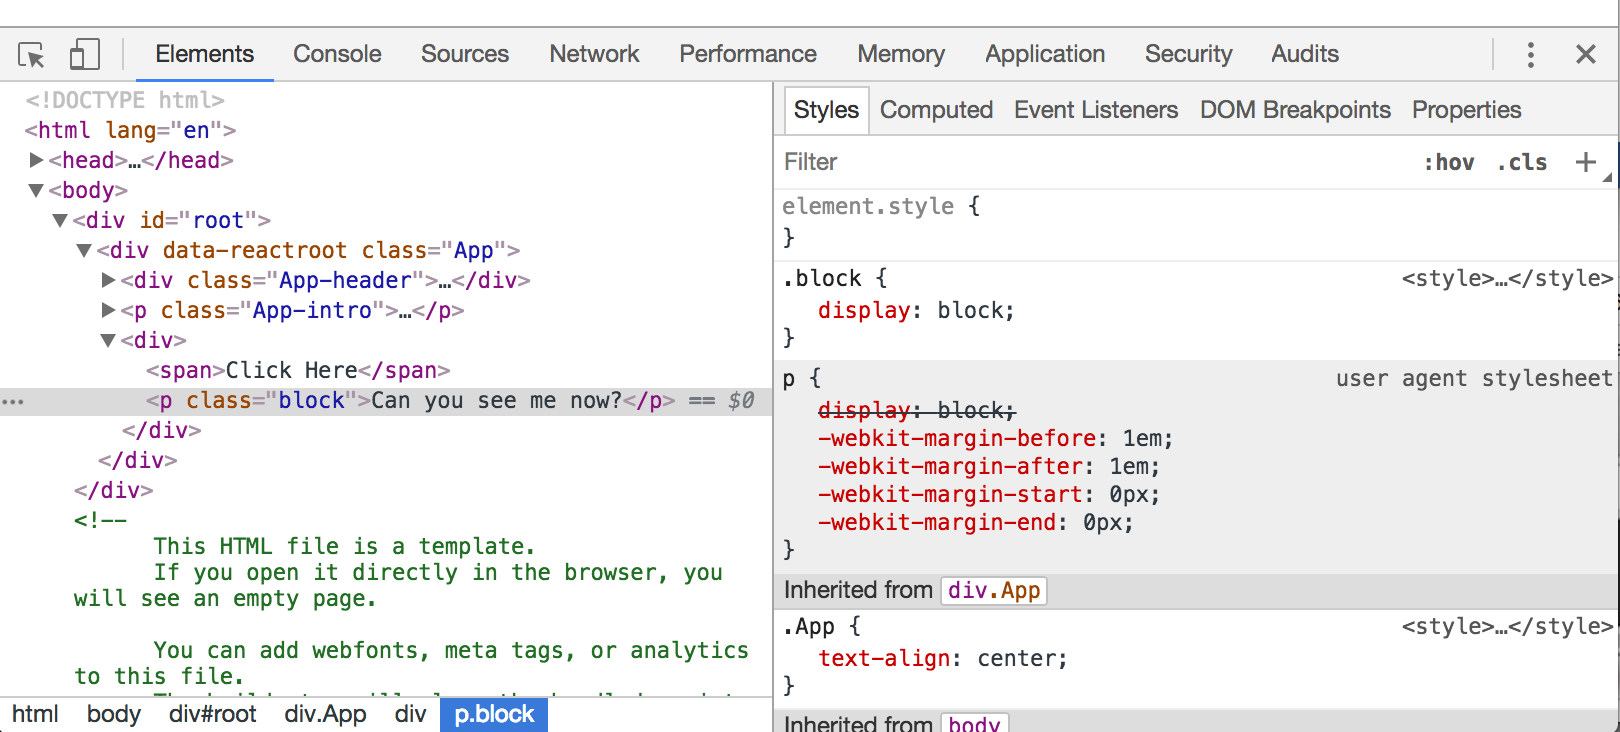 Elements Console Sources Network Performance Memory Application Security Audits
<!DOCTYPE html>
<html lang="en">
<head>…</head>
<body>
<div id="root">
<div data-reactroot class="App">
<div class="App-header">…</div>
<p class="App-intro">…</p>
<div>
<span>Click Here</span>
… <p class="block">Can you see me now?</p> == $0
</div>
</div>
</div>
<!--
This HTML file is a template.
If you open it directly in the browser, you
will see an empty page.
You can add webfonts, meta tags, or analytics
to this file.
html body div#root div.App div p.block
Styles Computed Event Listeners DOM Breakpoints Properties
Filter :hov .cls +
element.style {
}
.block { <style>…</style>
display: block;
}
p { user agent stylesheet
display: block;
-webkit-margin-before: 1em;
-webkit-margin-after: 1em;
-webkit-margin-start: 0px;
-webkit-margin-end: 0px;
}
Inherited from div.App
.App { <style>…</style>
text-align: center;
}
Inherited from body